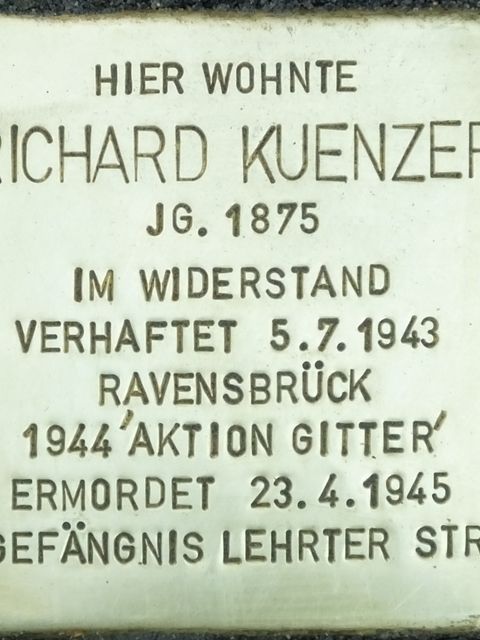 HIER WOHNTE
RICHARD KUENZER
JG. 1875
IM WIDERSTAND
VERHAFTET 5.7.1943
RAVENSBRÜCK
1944 'AKTION GITTER'
ERMORDET 23.4.1945
GEFÄNGNIS LEHRTER STR